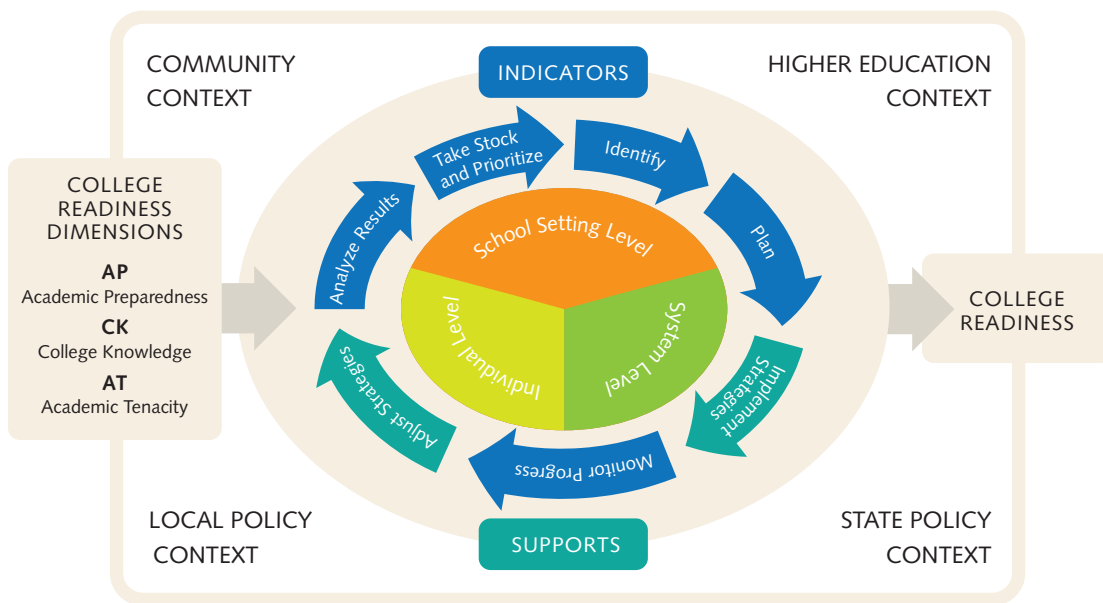 COMMUNITY
CONTEXT
INDICATORS
HIGHER EDUCATION
CONTEXT
COLLEGE
READINESS
DIMENSIONS
AP
Academic Preparedness
CK
College Knowledge
AT
Academic Tenacity
Take Stock
and Prioritize
Identify
Plan
Implement
Strategies
Monitor Progress
Adjust Strategies
Analyze Results
School Setting Level
System Level
Individual Level
COLLEGE
READINESS
LOCAL POLICY
CONTEXT
SUPPORTS
STATE POLICY
CONTEXT